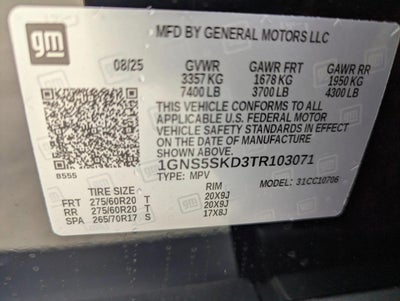 gm
MFD BY GENERAL MOTORS LLC
08/25 GVWR GAWR FRT GAWR RR
3357 KG 1678 KG 1950 KG
7400 LB 3700 LB 4300 LB
THIS VEHICLE CONFORMS TO ALL
APPLICABLE U.S. FEDERAL MOTOR
VEHICLE SAFETY STANDARDS IN EFFECT
ON THE DATE OF MANUFACTURE
SHOWN ABOVE
1GNS5SKD3TR103071
B555 TYPE: MPV MODEL: 31CC10706
TIRE SIZE RIM
FRT 275/60R20 T 20X9J
RR 275/60R20 T 20X9J
SPA 265/70R17 S 17X8J